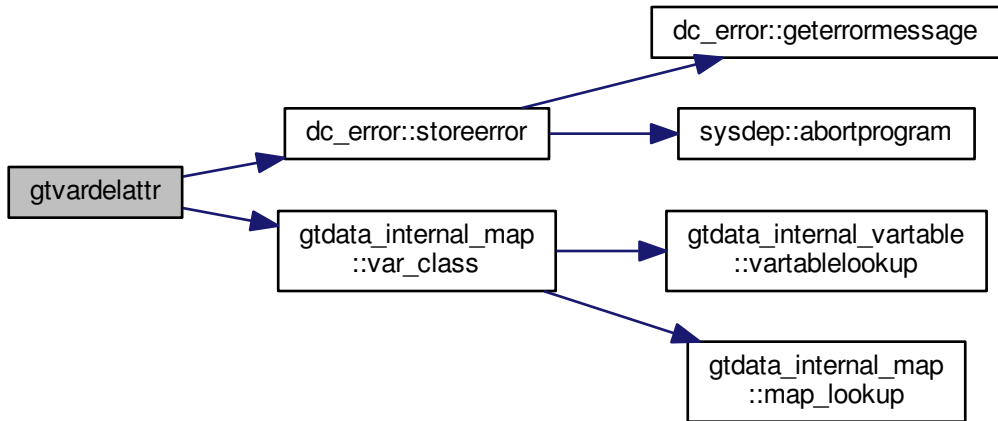 gtvardelattr
dc_error::storeerror
dc_error::geterrormessage
sysdep::abortprogram
gtdata_internal_map
::var_class
gtdata_internal_vartable
::vartablelookup
gtdata_internal_map
::map_lookup